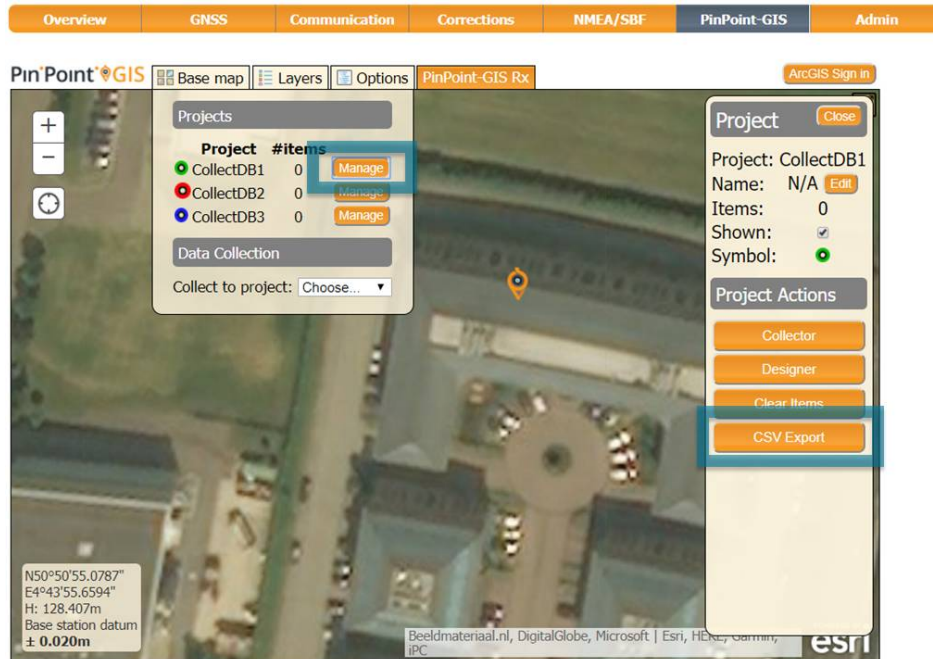 Overview GNSS Communication Corrections NMEA/SBF PinPoint-GIS Admin
PinPoint GIS Base map Layers Options PinPoint-GIS Rx ArcGIS Sign in
+
−
Projects
Project #items
CollectDB1 0 Manage
CollectDB2 0 Manage
CollectDB3 0 Manage
Data Collection
Collect to project: Choose...
Project Close
Project: CollectDB1
Name: N/A Edit
Items: 0
Shown:
Symbol:
Project Actions
Collector
Designer
Clear Items
CSV Export
N50°50'55.0787"
E4°43'55.6594"
H: 128.407m
Base station datum
± 0.020m
Beeldmateriaal.nl, DigitalGlobe, Microsoft | Esri, HERE, Garmin,
iPC
esri